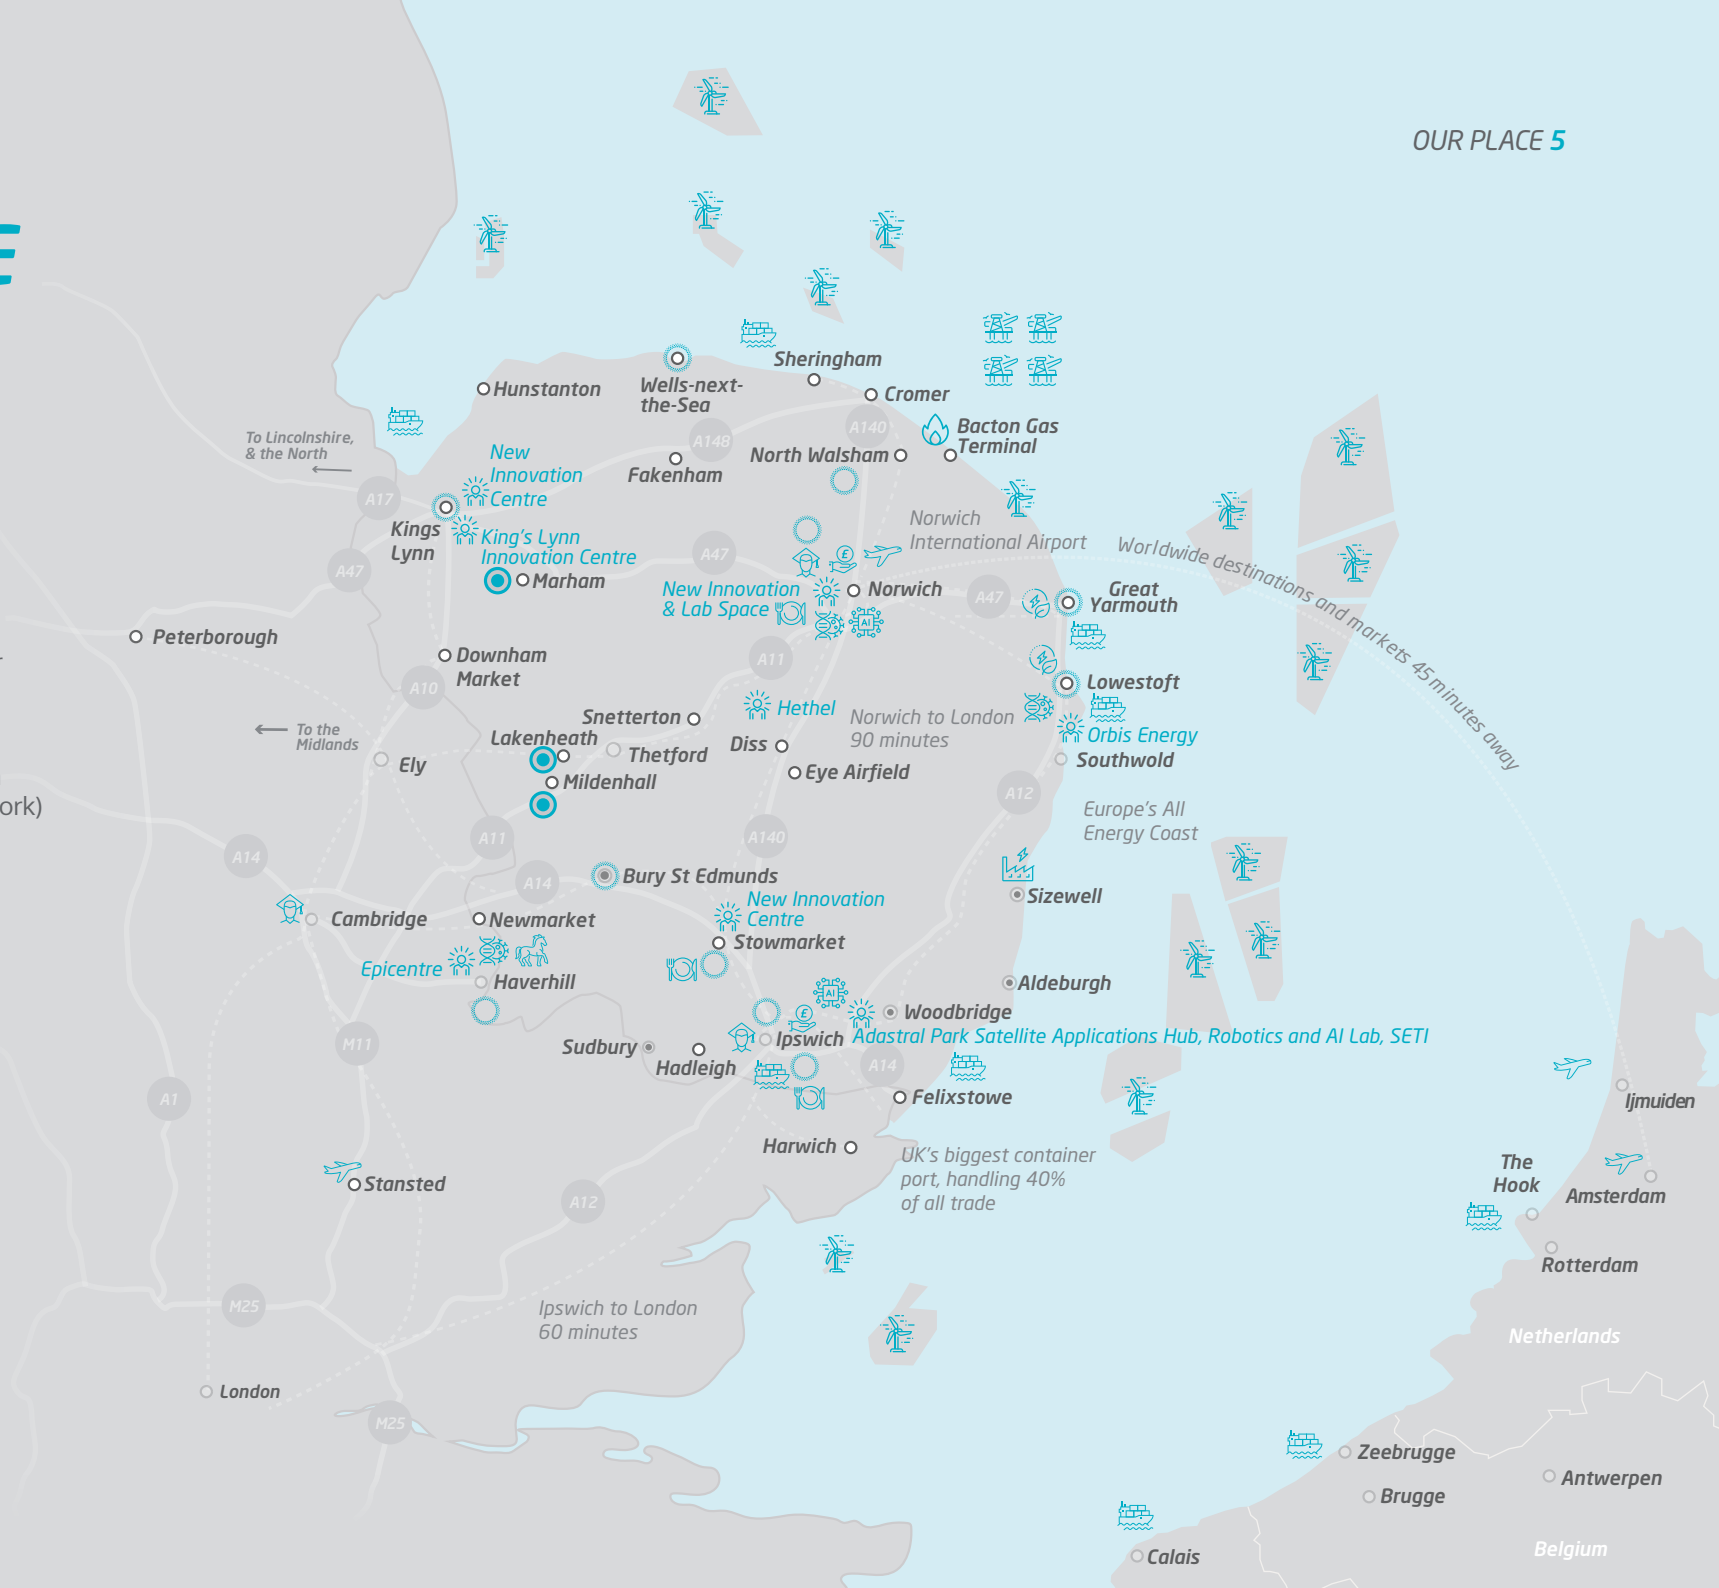 OUR PLACE 5
E
Sheringham
Hunstanton
Wells-next-
the-Sea
Cromer
A140
Bacton Gas
Terminal
A148
To Lincolnshire,
& the North
New
Innovation
Centre
North Walsham
Fakenham
A17
Kings
Lynn
King's Lynn
Innovation Centre
Norwich
International Airport
Worldwide destinations and markets 45 minutes away
A47
A47
Marham
New Innovation
& Lab Space
Norwich
A47
Great
Yarmouth
AI
Peterborough
Downham
Market
A11
A10
Lowestoft
Snetterton
Hethel
Norwich to London
90 minutes
Orbis Energy
To the
Midlands
Lakenheath
Thetford
Diss
Southwold
Ely
Mildenhall
Eye Airfield
A12
ork)
Europe's All
Energy Coast
A11
A140
A14
A14
Bury St Edmunds
Sizewell
New Innovation
Centre
Cambridge
Newmarket
Stowmarket
Epicentre
Haverhill
Aldeburgh
AI
Woodbridge
M11
Sudbury
Ipswich
Adastral Park Satellite Applications Hub, Robotics and AI Lab, SETI
Hadleigh
A14
A1
Felixstowe
Ijmuiden
Harwich
UK's biggest container
port, handling 40%
of all trade
The
Hook
Stansted
A12
Amsterdam
Rotterdam
M25
Ipswich to London
60 minutes
Netherlands
London
M25
Zeebrugge
Antwerpen
Brugge
Calais
Belgium